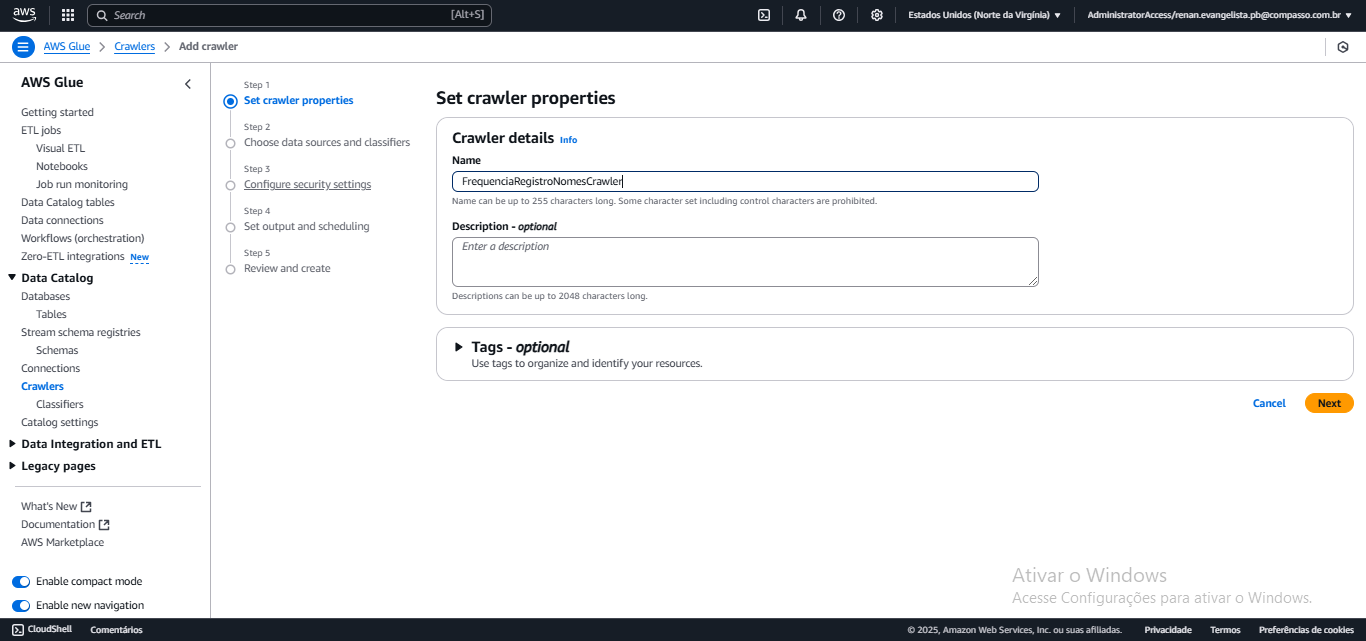 aws
Search
[Alt+S]
Estados Unidos (Norte da Virgínia)
AdministratorAccess/renan.evangelista.pb@compasso.com.br
AWS Glue
Crawlers
Add crawler
AWS Glue
Getting started
ETL jobs
Visual ETL
Notebooks
Job run monitoring
Data Catalog tables
Data connections
Workflows (orchestration)
Zero-ETL integrations New
Data Catalog
Databases
Tables
Stream schema registries
Schemas
Connections
Crawlers
Classifiers
Catalog settings
Data Integration and ETL
Legacy pages
What's New
Documentation
AWS Marketplace
Enable compact mode
Enable new navigation
Step 1
Set crawler properties
Step 2
Choose data sources and classifiers
Step 3
Configure security settings
Step 4
Set output and scheduling
Step 5
Review and create
Set crawler properties
Crawler details Info
Name
FrequenciaRegistroNomesCrawler
Name can be up to 255 characters long. Some character set including control characters are prohibited.
Description - optional
Enter a description
Descriptions can be up to 2048 characters long.
Tags - optional
Use tags to organize and identify your resources.
Cancel
Next
Ativar o Windows
Acesse Configurações para ativar o Windows.
CloudShell
Comentários
© 2025, Amazon Web Services, Inc. ou suas afiliadas.
Privacidade
Termos
Preferências de cookies